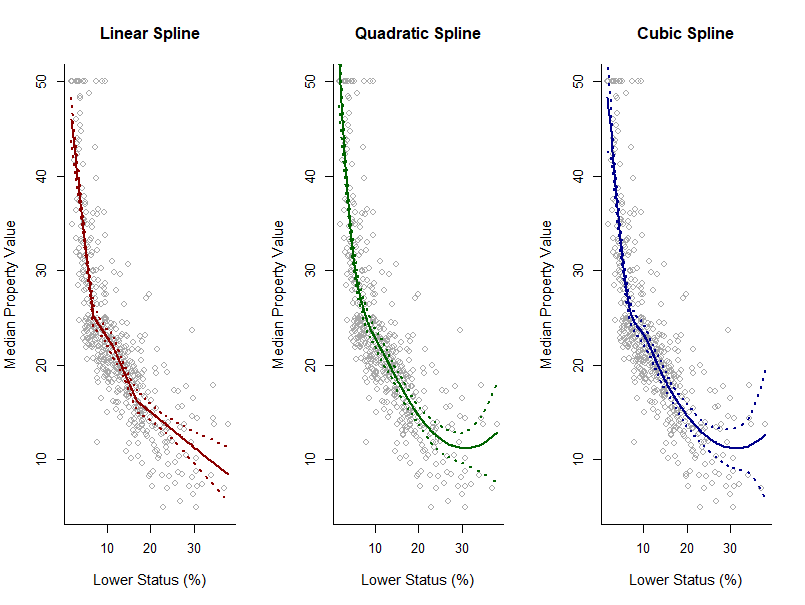 Linear Spline
50
40
30
20
10
Median Property Value
10 20 30
Lower Status (%)
Quadratic Spline
50
40
30
20
10
Median Property Value
10 20 30
Lower Status (%)
Cubic Spline
50
40
30
20
10
Median Property Value
10 20 30
Lower Status (%)